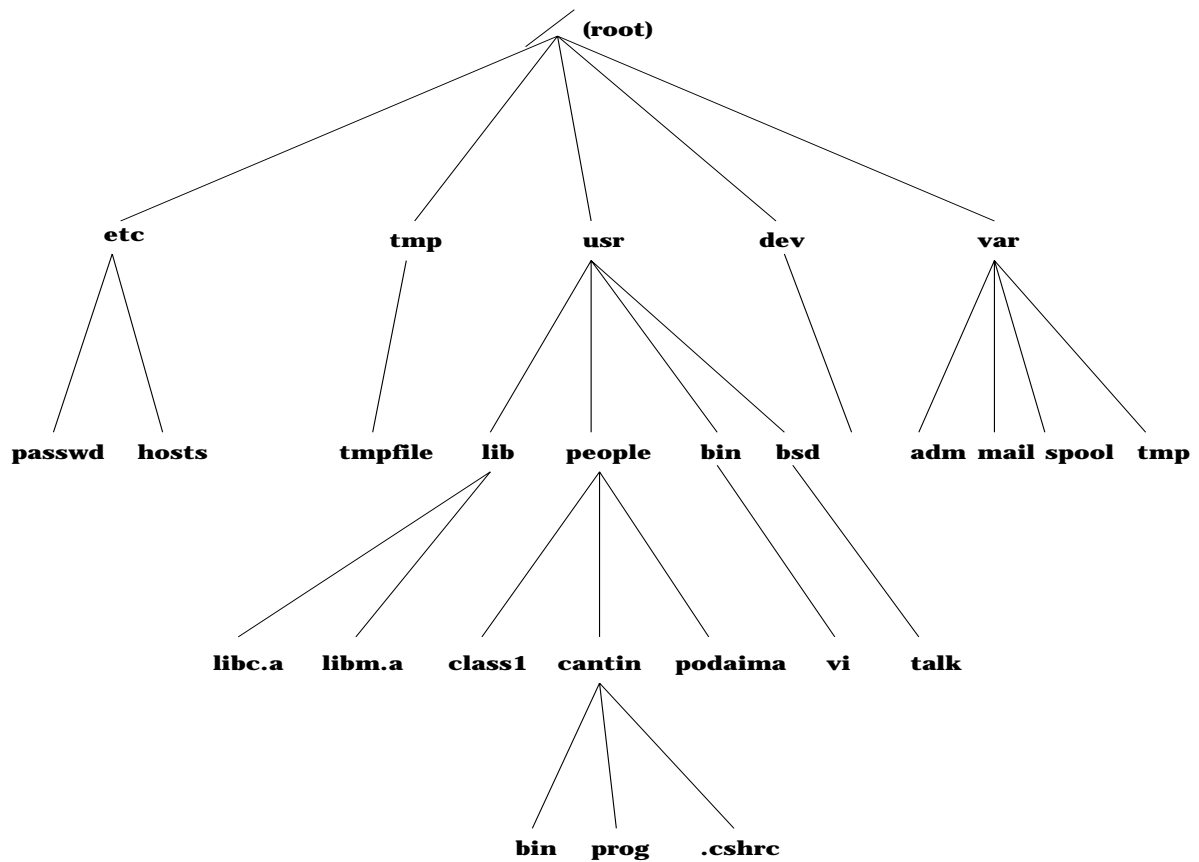 / (root)
etc tmp usr dev var
passwd hosts tmpfile lib people bin bsd adm mail spool tmp
libc.a libm.a class1 cantin podaima vi talk
bin prog .cshrc